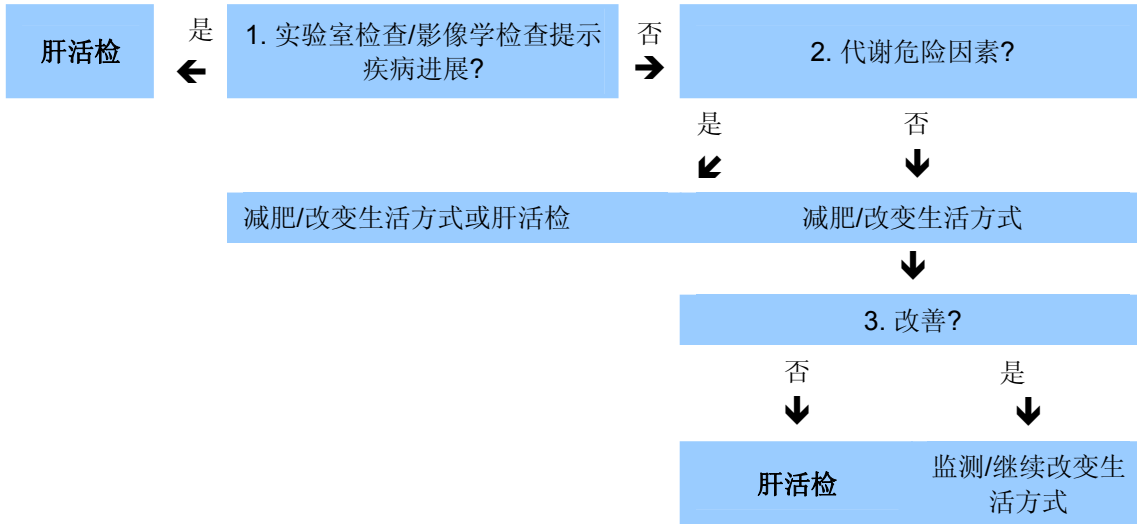 肝活检
是
1. 实验室检查/影像学检查提示
疾病进展?
否
2. 代谢危险因素?
是
否
减肥/改变生活方式或肝活检
减肥/改变生活方式
3. 改善?
否
是
肝活检
监测/继续改变生
活方式